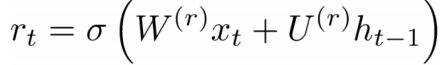 r_t = σ ( W^{(r)} x_t + U^{(r)} h_{t-1} )